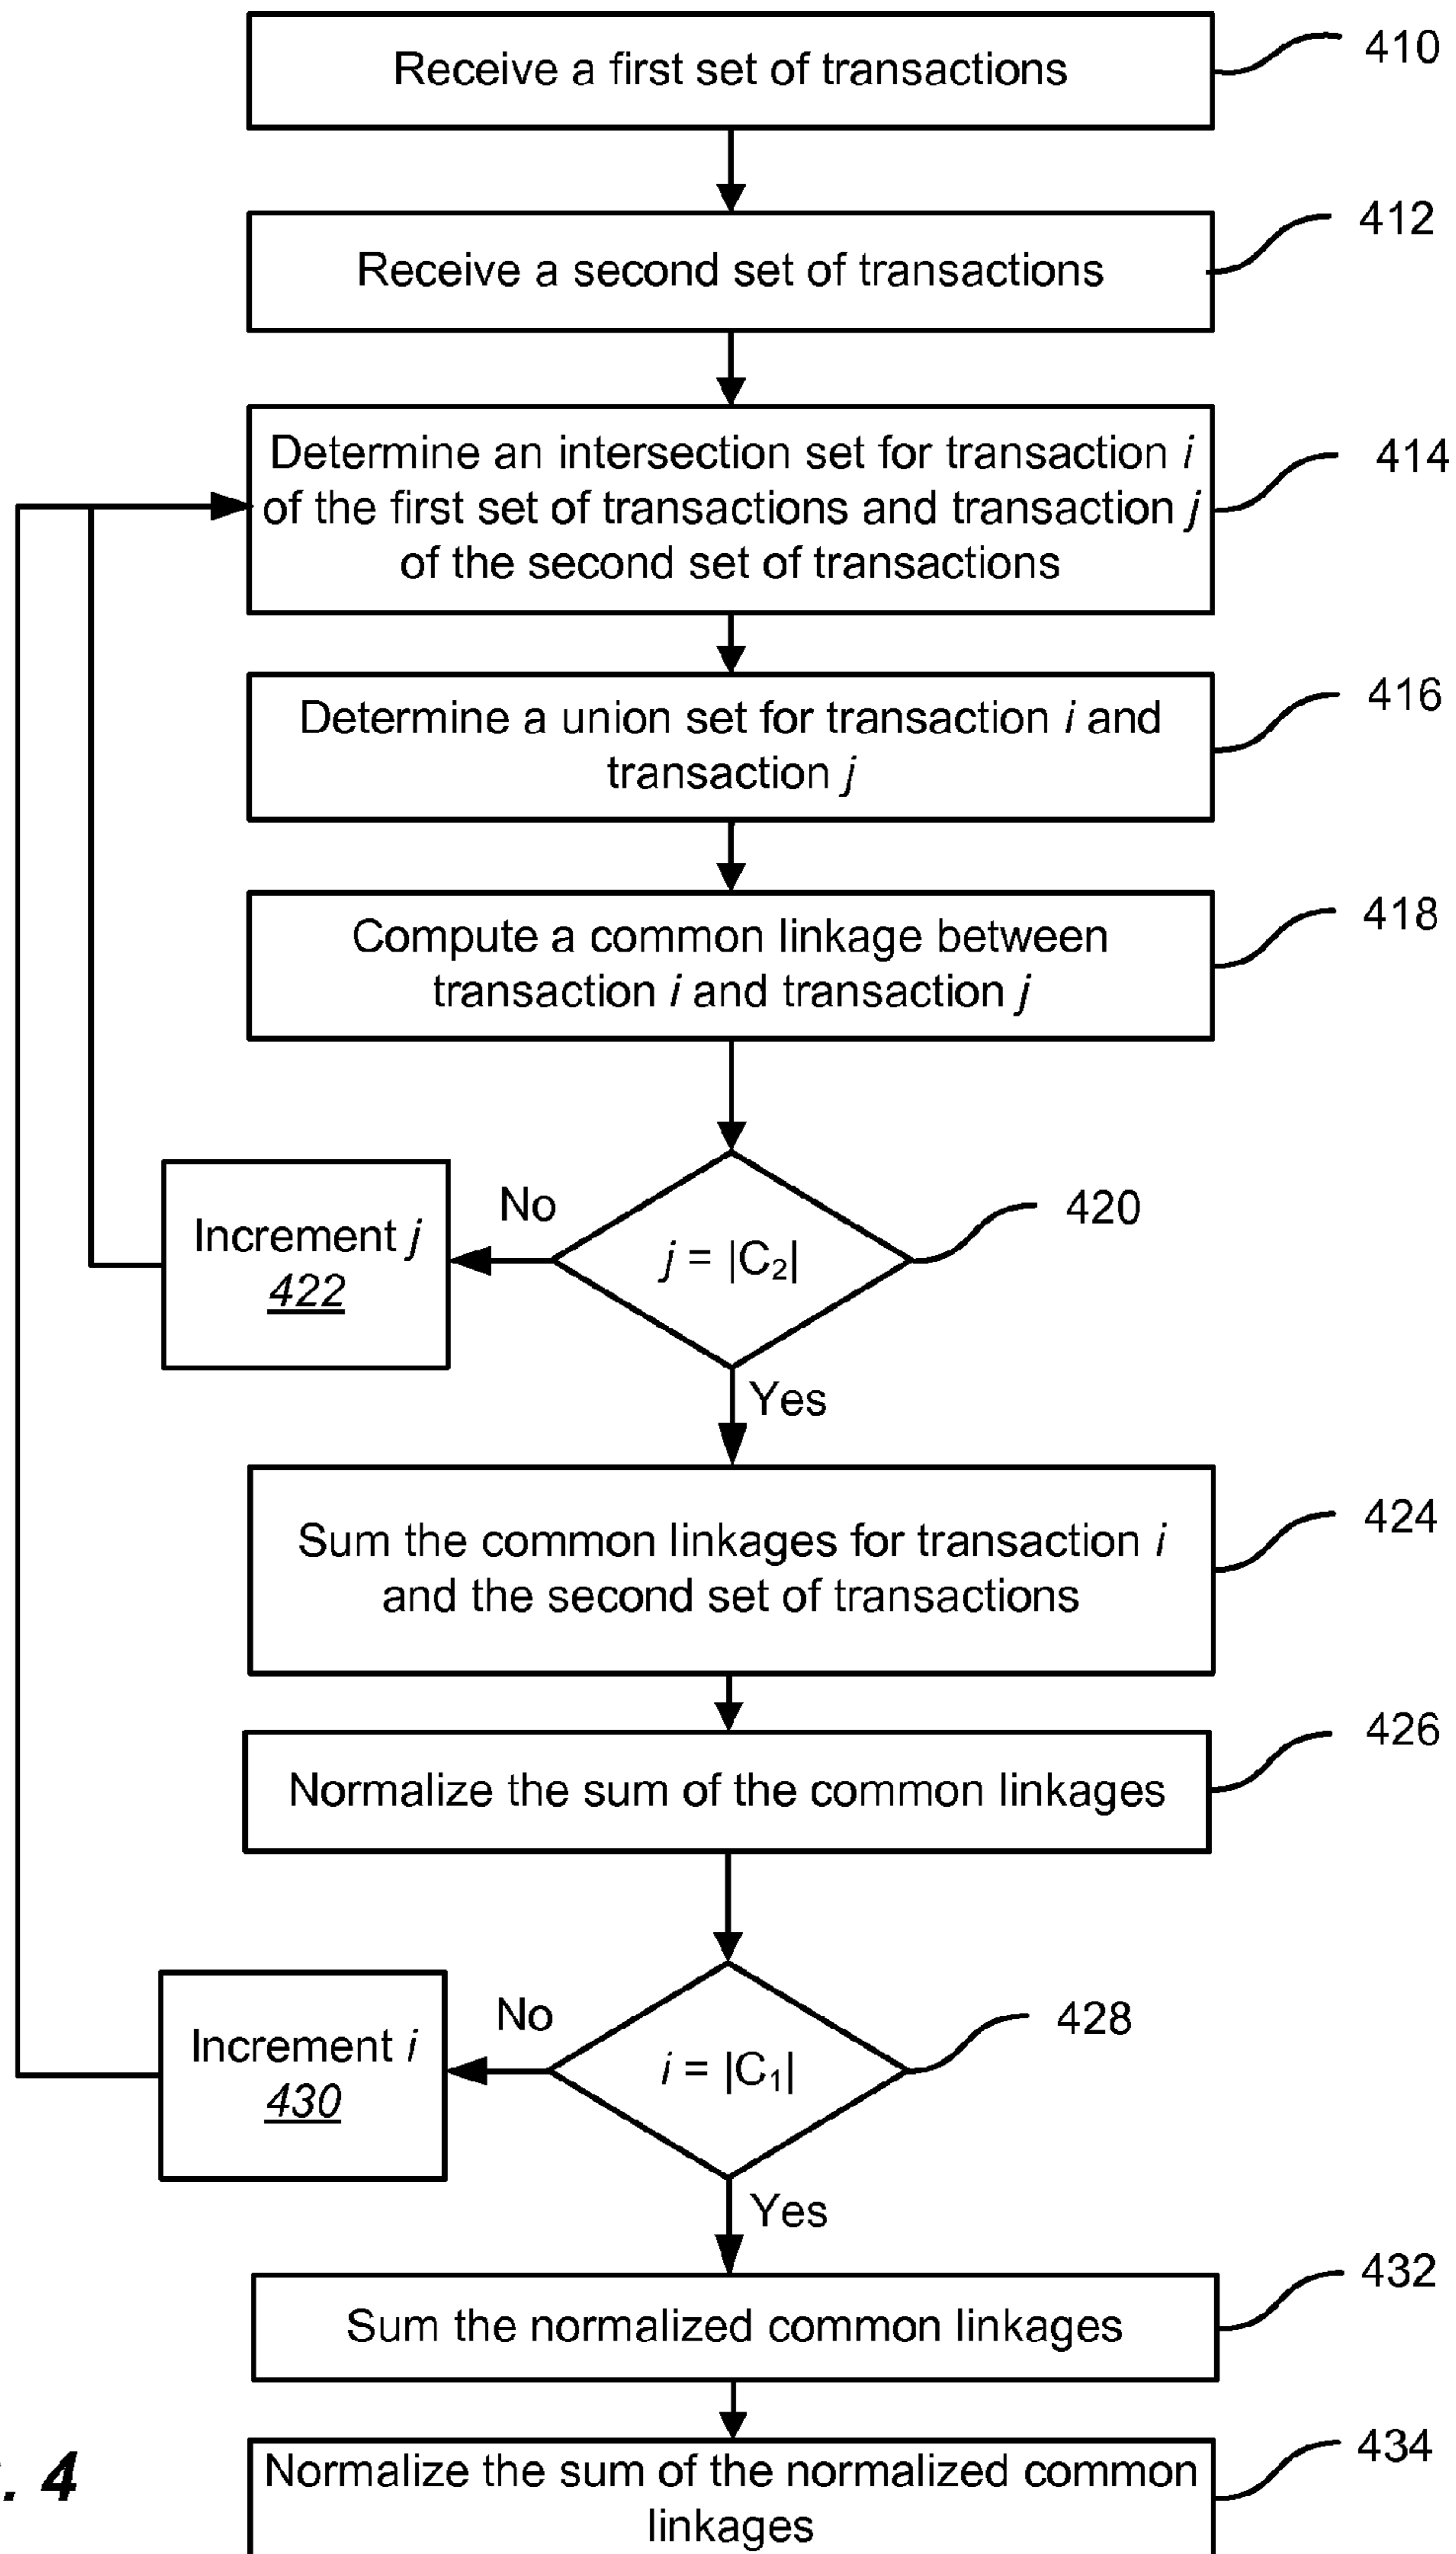 Receive a first set of transactions
410
Receive a second set of transactions
412
Determine an intersection set for transaction i
of the first set of transactions and transaction j
of the second set of transactions
414
Determine a union set for transaction i and
transaction j
416
Compute a common linkage between
transaction i and transaction j
418
Increment j
422
No
j = |C₂|
420
Yes
Sum the common linkages for transaction i
and the second set of transactions
424
Normalize the sum of the common linkages
426
Increment i
430
No
i = |C₁|
428
Yes
Sum the normalized common linkages
432
Normalize the sum of the normalized common
linkages
434
. 4